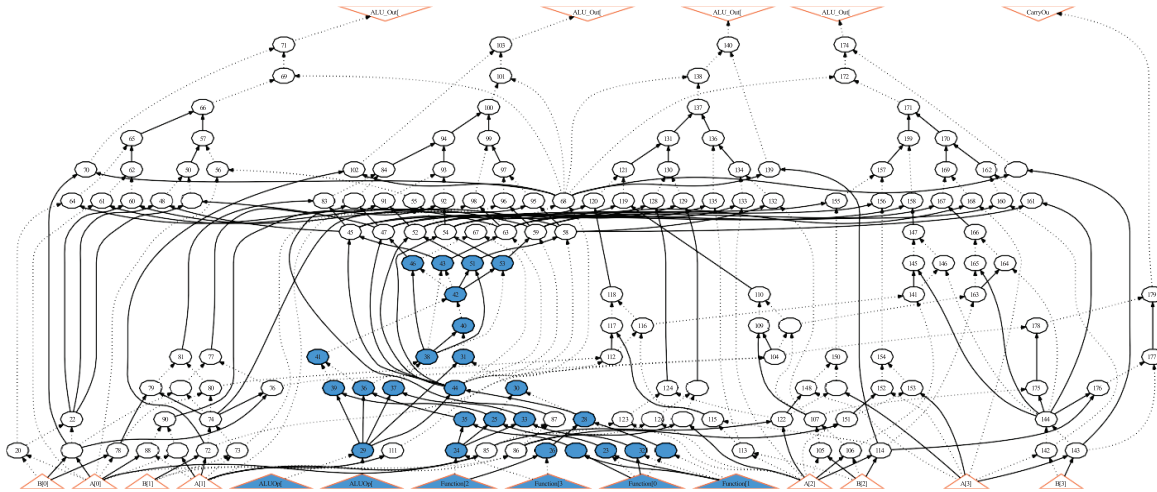 ALU_Out[ ALU_Out[ ALU_Out[ ALU_Out[ CarryOu
71 103 140 174
69 101 138 172
66 100 137 171
65 57 94 99 131 136 159 170
70 62 50 56 102 84 93 97 121 130 134 139 157 169 162
64 61 60 48 83 91 55 92 98 96 95 68 120 119 128 129 135 133 132 155 156 158 167 168 160 161
45 47 52 54 67 63 59 58 147 166
46 43 51 53 145 146 165 164
42 118 110 141 163 179
40 117 116 109 178
81 77 41 38 31 112 104 150 154 177
79 80 76 39 36 37 44 30 124 148 152 153 175 176
22 90 74 35 25 33 87 28 123 126 115 122 107 151 144
20 78 88 72 73 29 111 24 85 86 26 23 32 113 105 106 114 142 143
B[0] A[0] B[1] A[1] ALUOp[ ALUOp[ Function[2 Function[3 Function[0 Function[1 A[2] B[2] A[3] B[3]